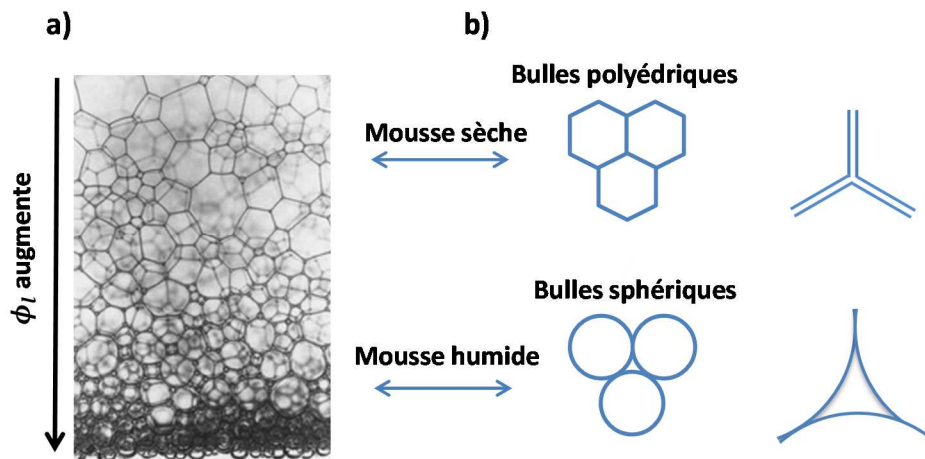 a)
ϕₗ augmente
b)
Bulles polyédriques
Mousse sèche
Bulles sphériques
Mousse humide